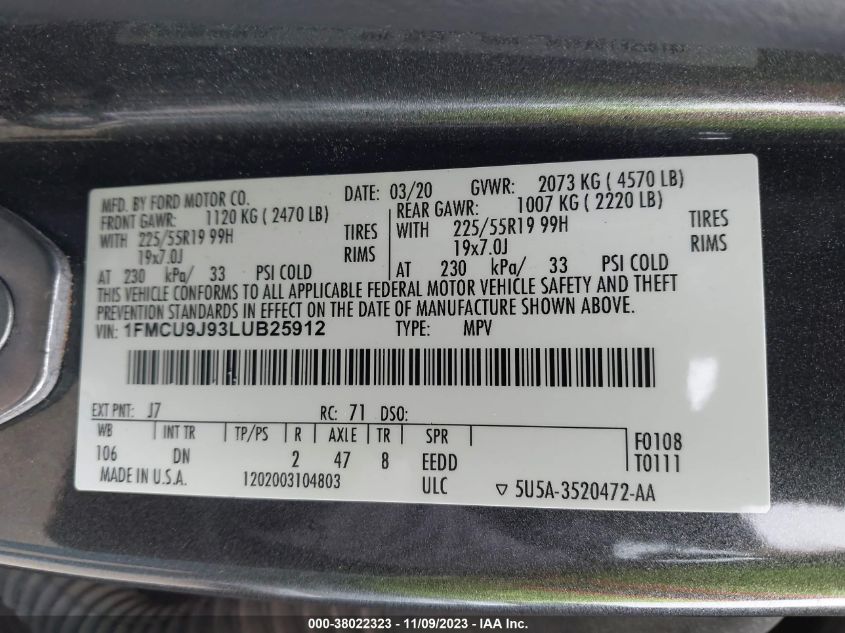 MFD. BY FORD MOTOR CO. DATE: 03/20 GVWR: 2073 KG ( 4570 LB)
FRONT GAWR: 1120 KG ( 2470 LB) REAR GAWR: 1007 KG ( 2220 LB)
WITH 225/55R19 99H TIRES WITH 225/55R19 99H TIRES
19x7.0J RIMS 19x7.0J RIMS
AT 230 kPa/ 33 PSI COLD AT 230 kPa/ 33 PSI COLD
THIS VEHICLE CONFORMS TO ALL APPLICABLE FEDERAL MOTOR VEHICLE SAFETY AND THEFT
PREVENTION STANDARDS IN EFFECT ON THE DATE OF MANUFACTURE SHOWN ABOVE.
VIN: 1FMCU9J93LUB25912 TYPE: MPV
EXT PNT: J7 RC: 71 DSO:
WB INT TR TP/PS R AXLE TR SPR F0108
106 DN 2 47 8 EEDD T0111
MADE IN U.S.A. 1202003104803 ULC ▽ 5U5A-3520472-AA
000-38022323 — 11/09/2023 — IAA Inc.